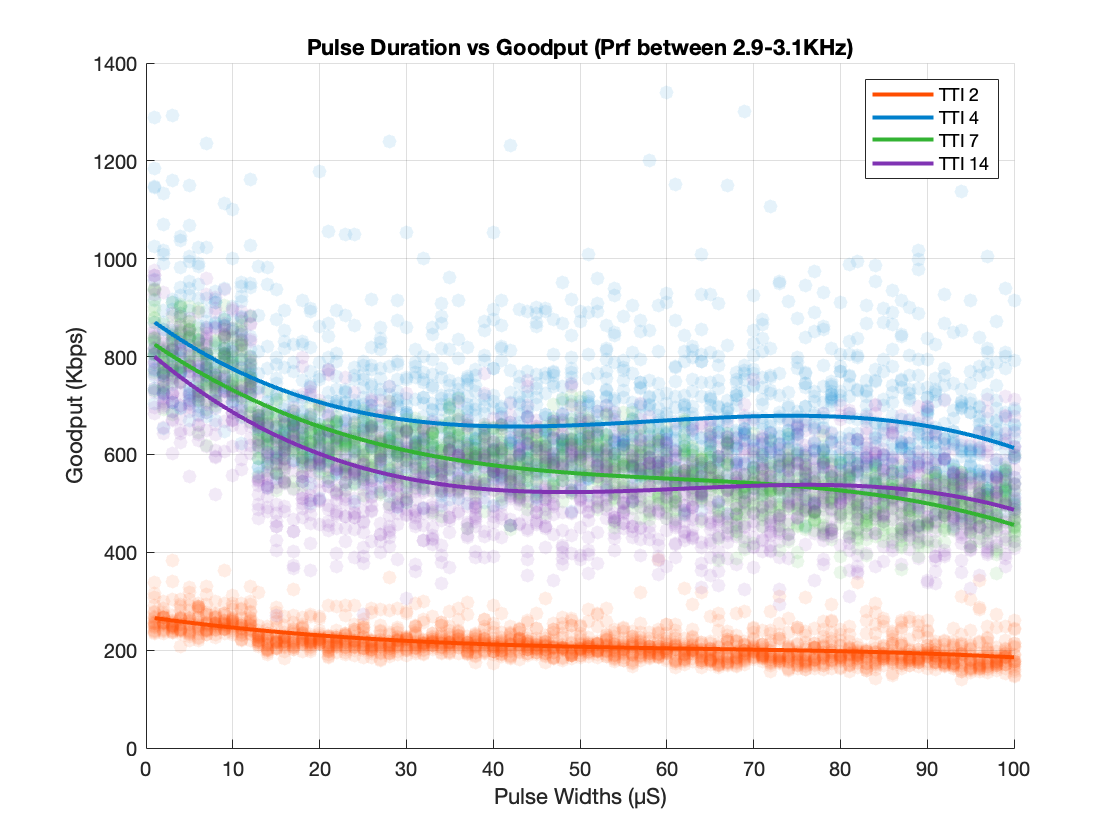 Pulse Duration vs Goodput (Prf between 2.9-3.1KHz)
1400
1200
1000
800
600
400
200
0
Goodput (Kbps)
TTI 2
TTI 4
TTI 7
TTI 14
0 10 20 30 40 50 60 70 80 90 100
Pulse Widths (μS)